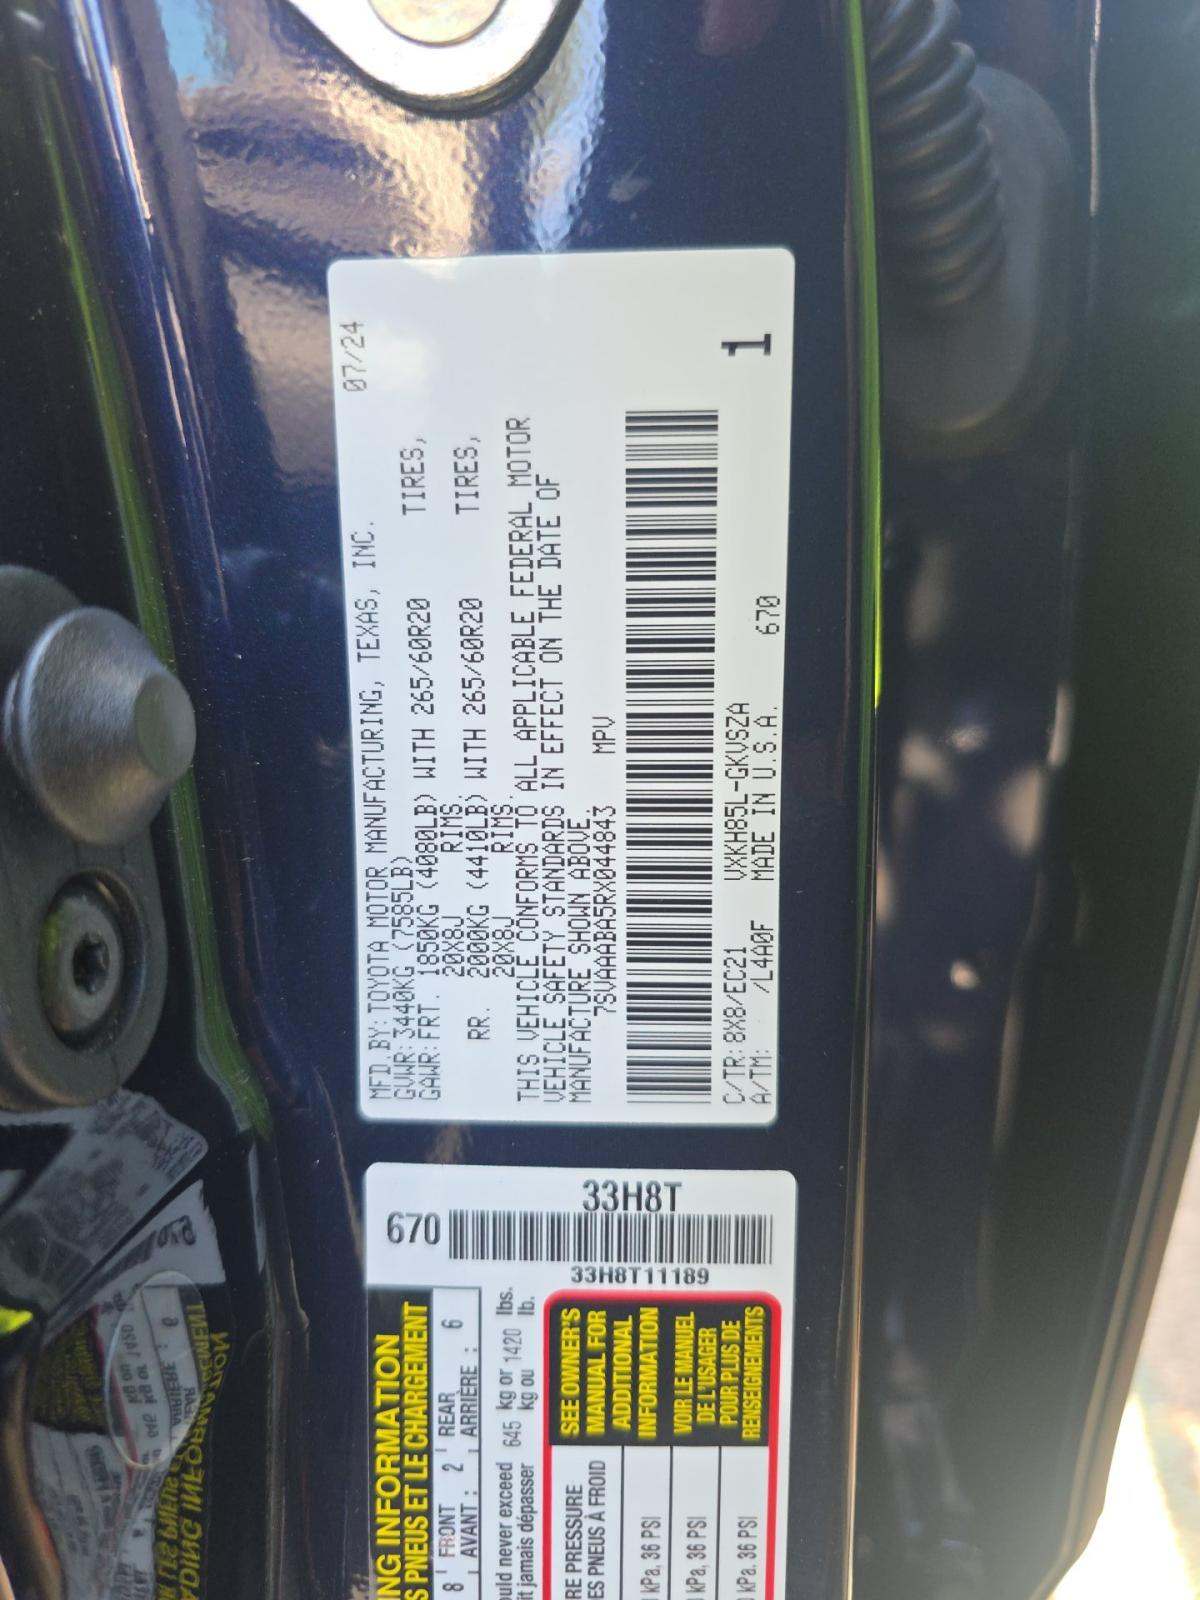 07/24
MFD.BY:TOYOTA MOTOR MANUFACTURING, TEXAS, INC.
GVWR:3440KG(7585LB)
GAWR:FRT. 1850KG(4080LB)WITH 265/60R20 TIRES,
20X8J RIMS.
RR. 2000KG(4410LB)WITH 265/60R20 TIRES,
20X8J RIMS.
THIS VEHICLE CONFORMS TO ALL APPLICABLE FEDERAL MOTOR
VEHICLE SAFETY STANDARDS IN EFFECT ON THE DATE OF
MANUFACTURE SHOWN ABOVE.
7SVAAABA5RX044843 MPV
C/TR:8X8/EC21 VXKH85L-GKVSZA
A/TM: /L4A0F MADE IN U.S.A. 670
1
670
33H8T
33H8T11189
ING INFORMATION
S PNEUS ET LE CHARGEMENT
8 FRONT 2 REAR 6
AVANT : 2 ARRIÈRE : 6
never exceed 645 kg or 1420 lbs.
jamais dépasser kg ou lb.
PRESSURE
PNEUS À FROID
kPa, 36 PSI
kPa, 36 PSI
kPa, 36 PSI
SEE OWNER'S
MANUAL FOR
ADDITIONAL
INFORMATION
VOIR LE MANUEL
DE L'USAGER
POUR PLUS DE
RENSEIGNEMENTS